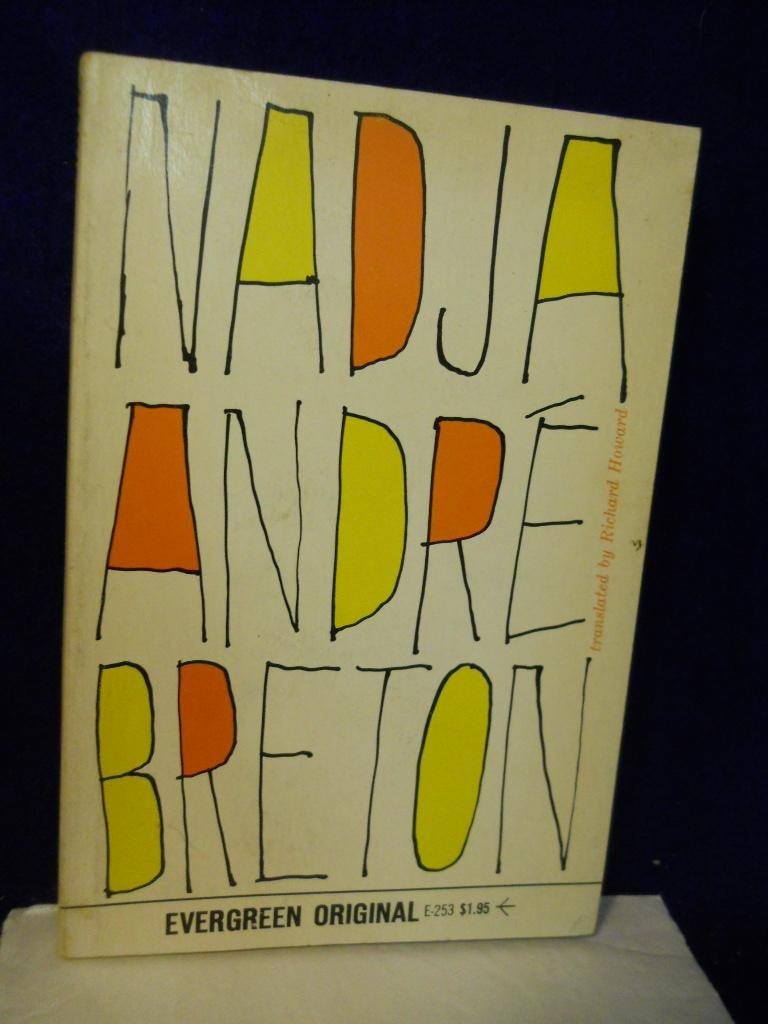 NADJA
ANDRÉ
BRETON
translated by Richard Howard
EVERGREEN ORIGINAL E-253 $1.95